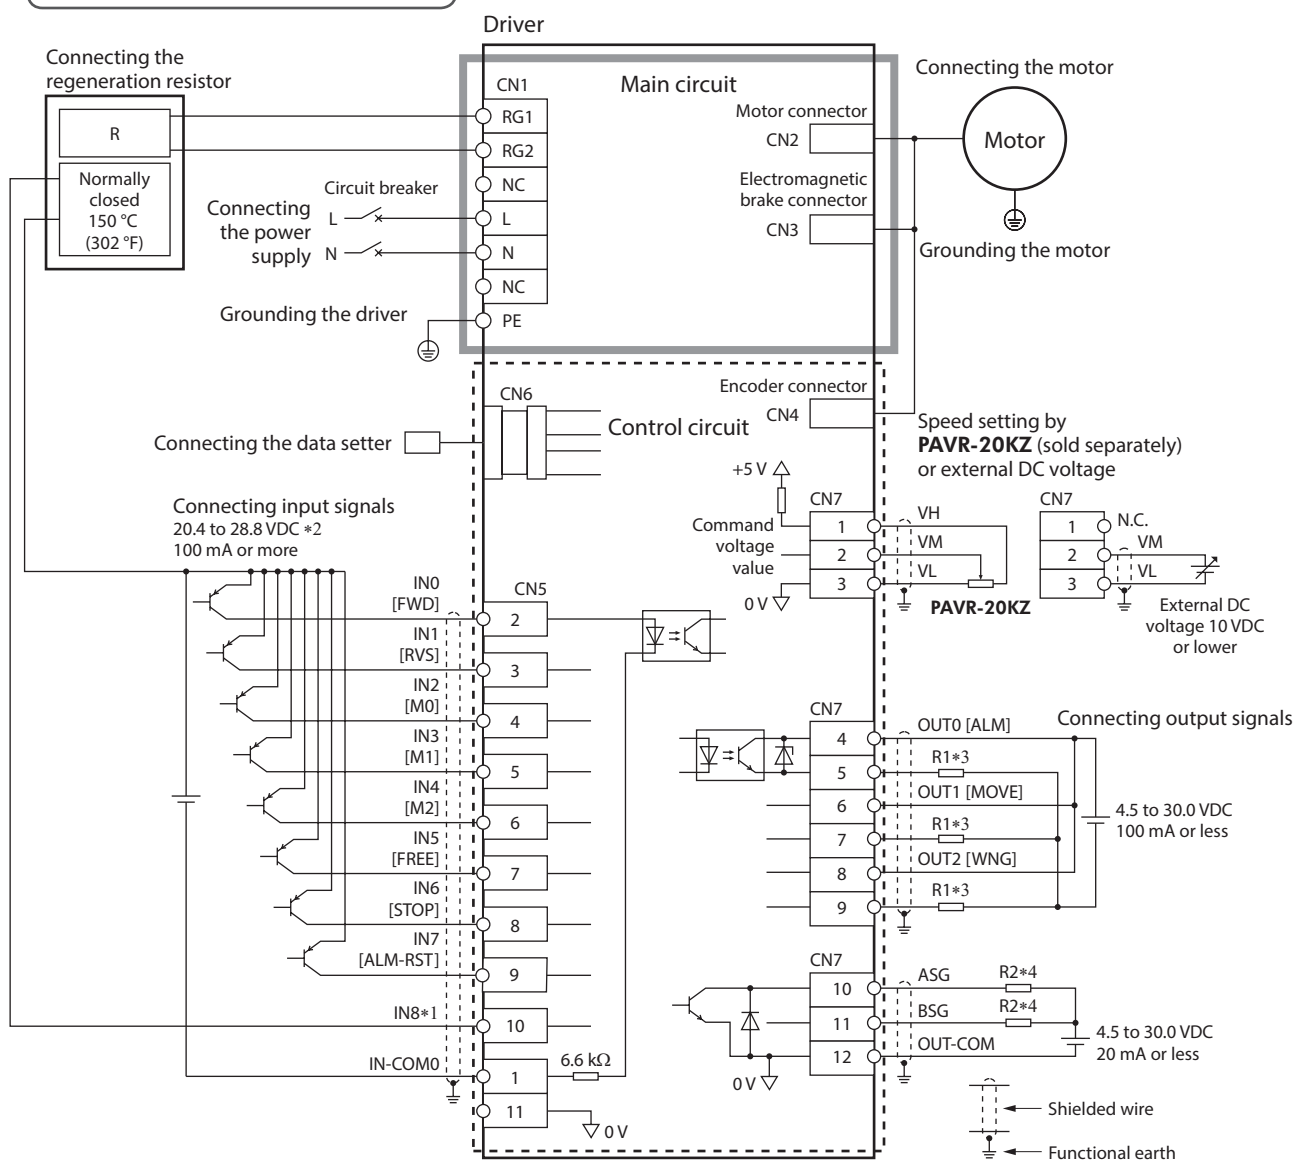 Driver
Connecting the
regeneration resistor
R
Normally
closed
150 °C
(302 °F)
CN1
RG1
RG2
NC
L
N
NC
PE
Main circuit
Circuit breaker
Connecting
the power
supply
L
N
Grounding the driver
Motor connector
CN2
Electromagnetic
brake connector
CN3
Connecting the motor
Motor
Grounding the motor
CN6
Control circuit
Connecting the data setter
Encoder connector
CN4
Speed setting by
PAVR-20KZ (sold separately)
or external DC voltage
+5 V
Command
voltage
value
0 V
CN7
1
2
3
VH
VM
VL
PAVR-20KZ
CN7
1
2
3
N.C.
VM
VL
External DC
voltage 10 VDC
or lower
Connecting input signals
20.4 to 28.8 VDC *2
100 mA or more
CN5
IN0
[FWD]
2
IN1
[RVS]
3
IN2
[M0]
4
IN3
[M1]
5
IN4
[M2]
6
IN5
[FREE]
7
IN6
[STOP]
8
IN7
[ALM-RST]
9
IN8*1
10
IN-COM0
1
6.6 kΩ
11
0 V
CN7
Connecting output signals
4
OUT0 [ALM]
5
R1*3
6
OUT1 [MOVE]
7
R1*3
8
OUT2 [WNG]
9
R1*3
4.5 to 30.0 VDC
100 mA or less
CN7
10
ASG
R2*4
11
BSG
R2*4
12
OUT-COM
0 V
4.5 to 30.0 VDC
20 mA or less
Shielded wire
Functional earth